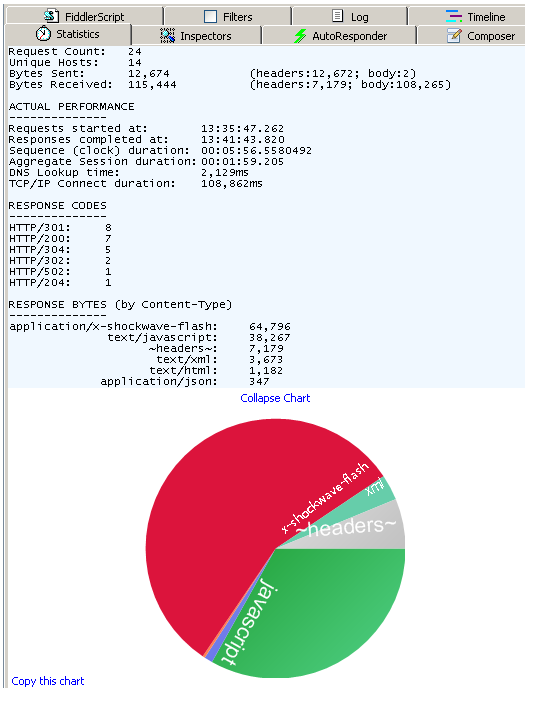 FiddlerScript Filters Log Timeline
Statistics Inspectors AutoResponder Composer
Request Count: 24
Unique Hosts: 14
Bytes Sent: 12,674 (headers:12,672; body:2)
Bytes Received: 115,444 (headers:7,179; body:108,265)
ACTUAL PERFORMANCE
--------------
Requests started at: 13:35:47.262
Responses completed at: 13:41:43.820
Sequence (clock) duration: 00:05:56.5580492
Aggregate Session duration: 00:01:59.205
DNS Lookup time: 2,129ms
TCP/IP Connect duration: 108,862ms
RESPONSE CODES
--------------
HTTP/301: 8
HTTP/200: 7
HTTP/304: 5
HTTP/302: 2
HTTP/502: 1
HTTP/204: 1
RESPONSE BYTES (by Content-Type)
--------------
application/x-shockwave-flash: 64,796
text/javascript: 38,267
~headers~: 7,179
text/xml: 3,673
text/html: 1,182
application/json: 347
Collapse Chart
x-shockwave-flash
xml
~headers~
javascript
Copy this chart